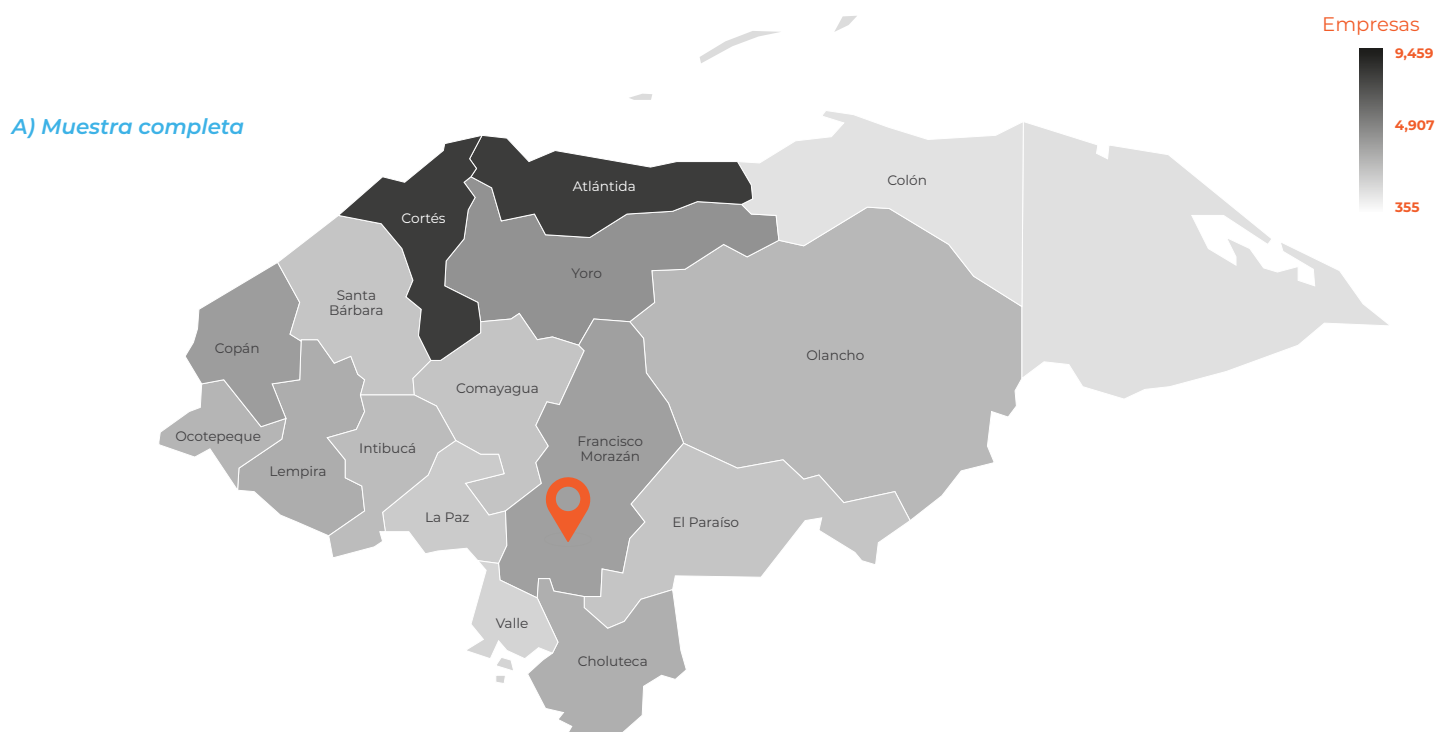 Empresas
9,459
4,907
355
A) Muestra completa
Atlántida
Colón
Cortés
Yoro
Santa
Bárbara
Copán
Olancho
Comayagua
Ocotepeque
Intibucá
Francisco
Morazán
Lempira
La Paz
El Paraíso
Valle
Choluteca